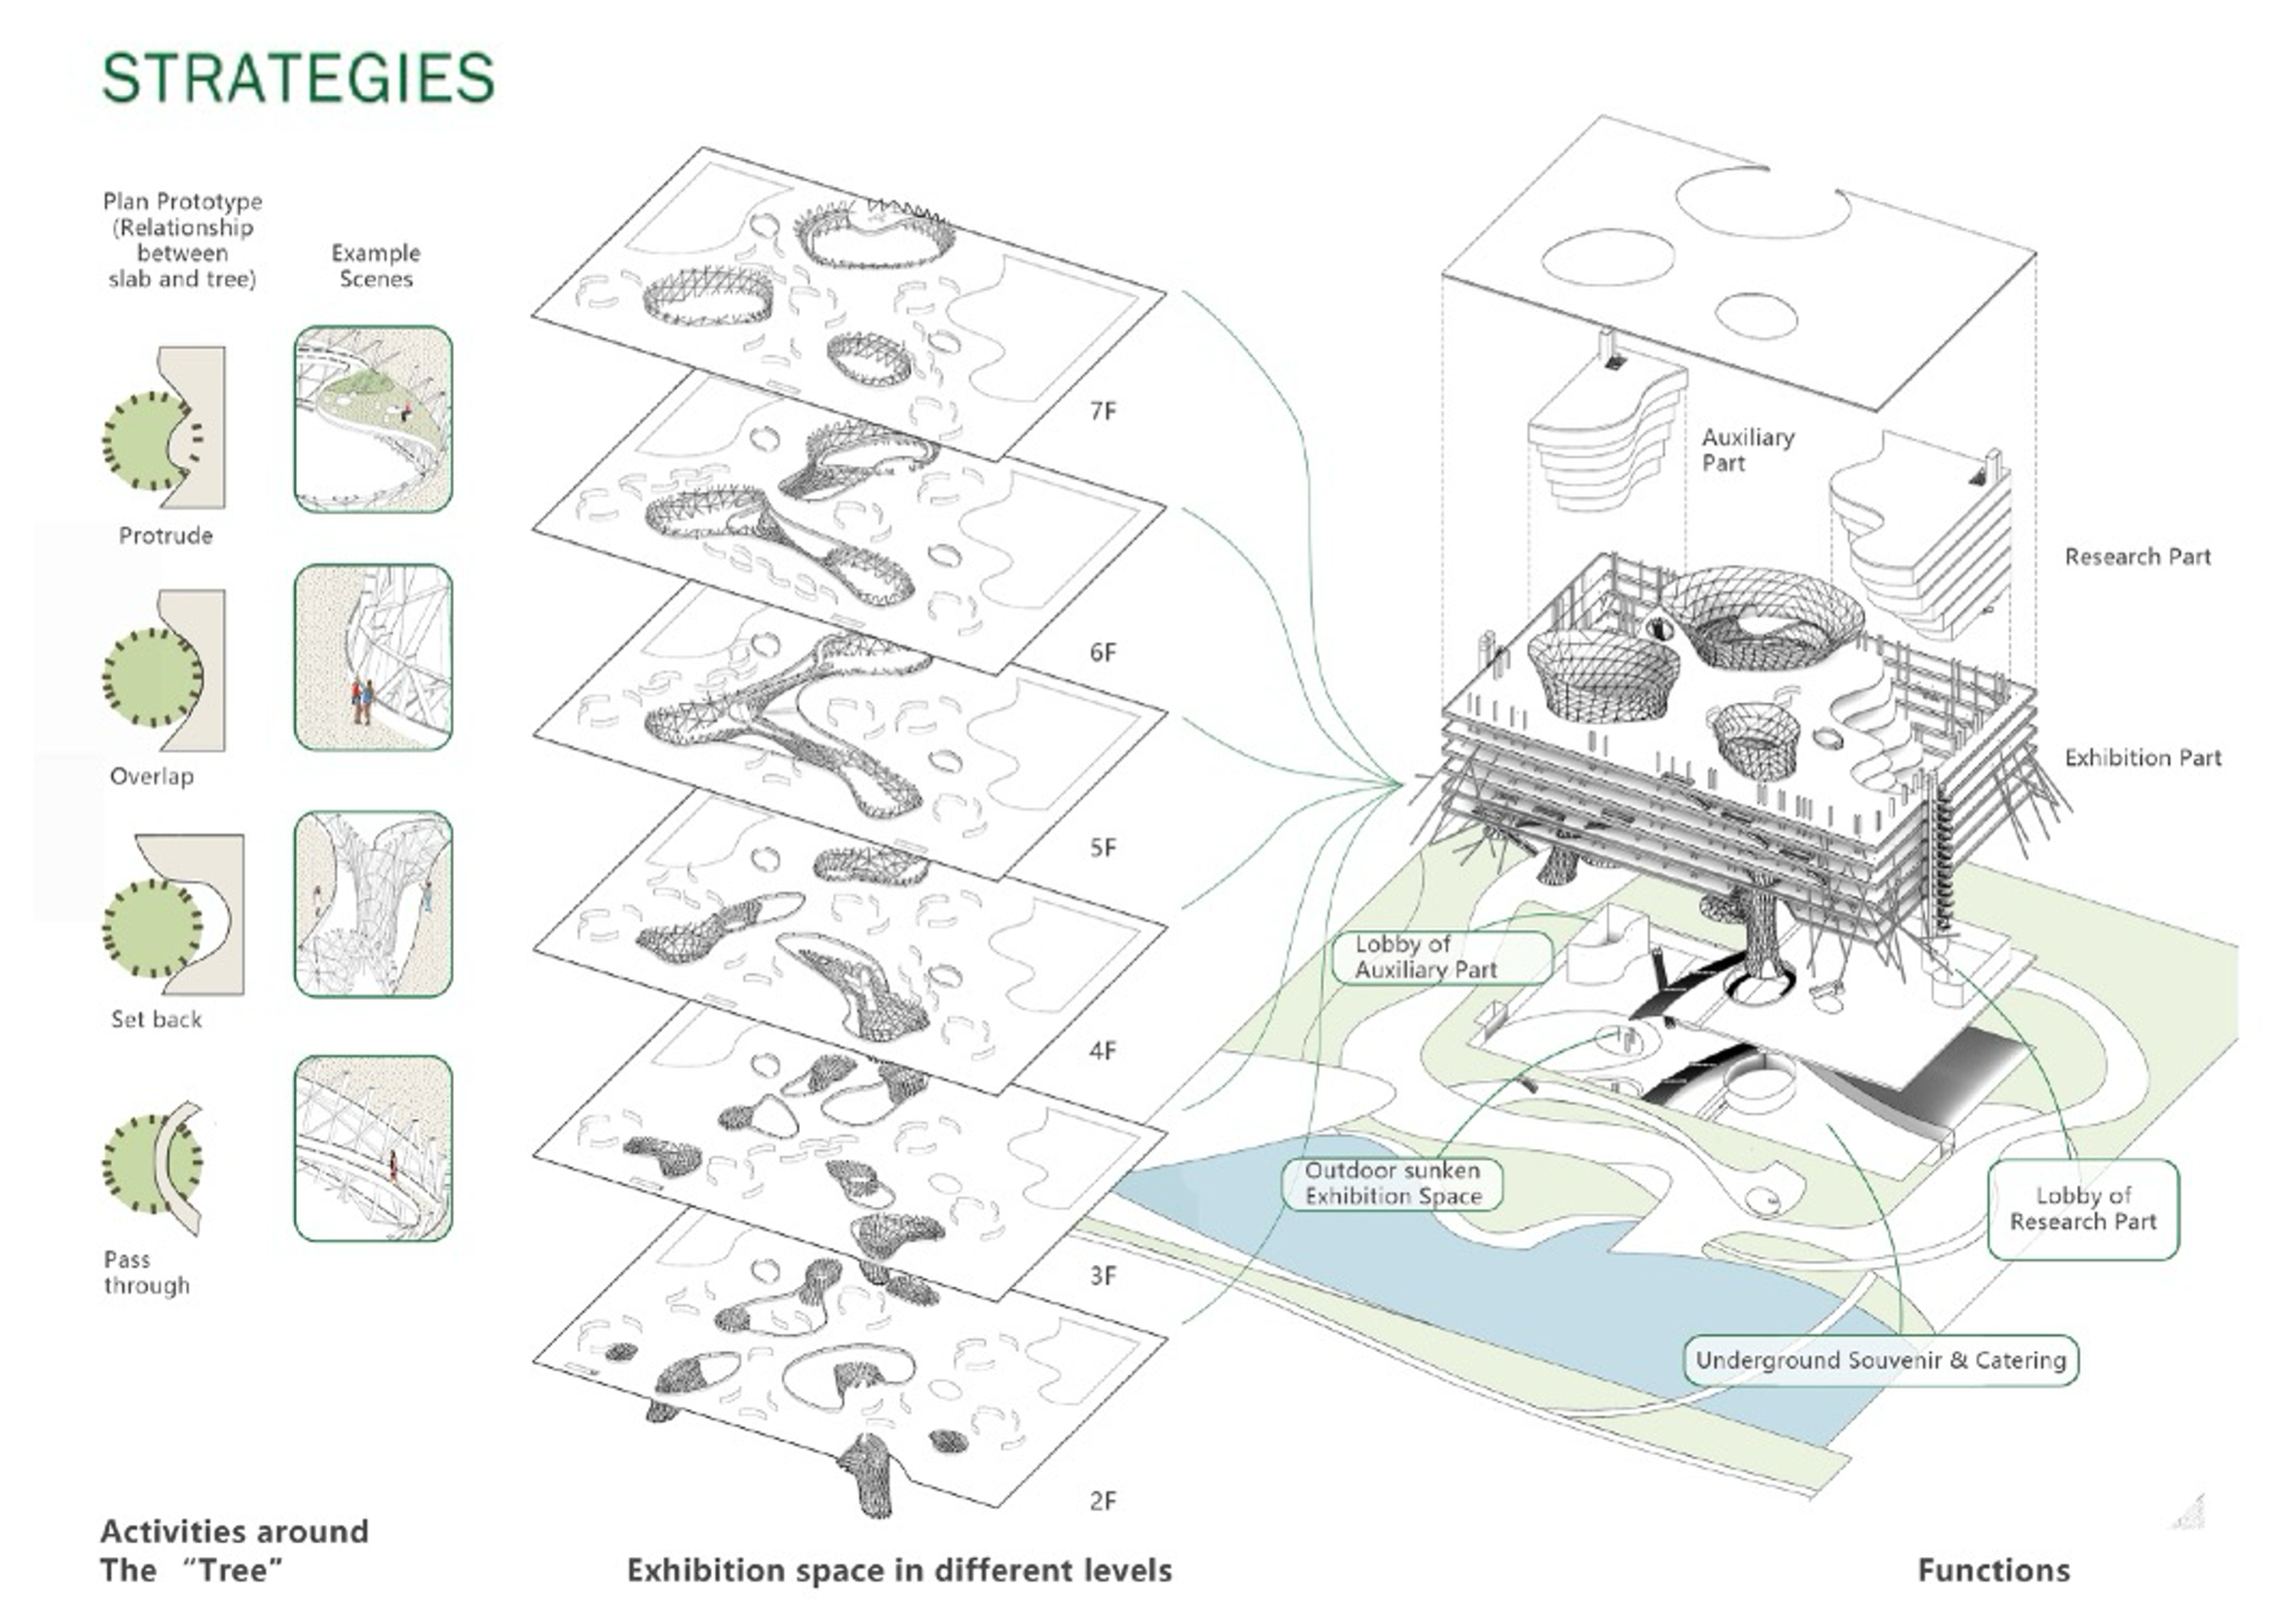 STRATEGIES
Plan Prototype
(Relationship
between
slab and tree)
Example
Scenes
Protrude
Overlap
Set back
Pass
through
Activities around
The “Tree”
7F
6F
5F
4F
3F
2F
Exhibition space in different levels
Auxiliary
Part
Research Part
Exhibition Part
Lobby of
Auxiliary Part
Outdoor sunken
Exhibition Space
Lobby of
Research Part
Underground Souvenir & Catering
Functions